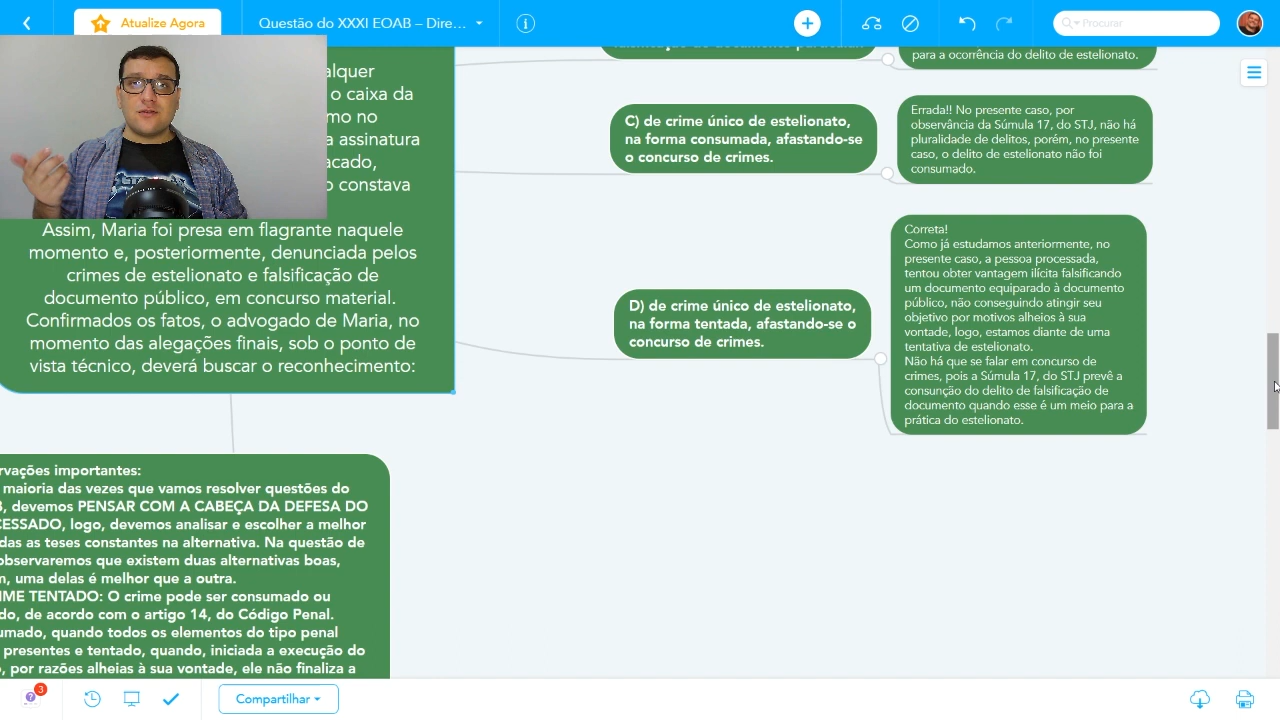 Atualize Agora
Questão do XXXI EOAB – Dire...
Procurar
alquer
o caixa da
mo no
a assinatura
acado,
o constava
Assim, Maria foi presa em flagrante naquele
momento e, posteriormente, denunciada pelos
crimes de estelionato e falsificação de
documento público, em concurso material.
Confirmados os fatos, o advogado de Maria, no
momento das alegações finais, sob o ponto de
vista técnico, deverá buscar o reconhecimento:
para a ocorrência do delito de estelionato.
C) de crime único de estelionato,
na forma consumada, afastando-se
o concurso de crimes.
Errada!! No presente caso, por
observância da Súmula 17, do STJ, não há
pluralidade de delitos, porém, no presente
caso, o delito de estelionato não foi
consumado.
D) de crime único de estelionato,
na forma tentada, afastando-se o
concurso de crimes.
Correta!
Como já estudamos anteriormente, no
presente caso, a pessoa processada,
tentou obter vantagem ilícita falsificando
um documento equiparado à documento
público, não conseguindo atingir seu
objetivo por motivos alheios à sua
vontade, logo, estamos diante de uma
tentativa de estelionato.
Não há que se falar em concurso de
crimes, pois a Súmula 17, do STJ prevê a
consunção do delito de falsificação de
documento quando esse é um meio para a
prática do estelionato.
rvações importantes:
maioria das vezes que vamos resolver questões do
, devemos PENSAR COM A CABEÇA DA DEFESA DO
CESSADO, logo, devemos analisar e escolher a melhor
das as teses constantes na alternativa. Na questão de
observaremos que existem duas alternativas boas,
, uma delas é melhor que a outra.
IME TENTADO: O crime pode ser consumado ou
do, de acordo com o artigo 14, do Código Penal.
umado, quando todos os elementos do tipo penal
presentes e tentado, quando, iniciada a execução do
, por razões alheias à sua vontade, ele não finaliza a
3
Compartilhar